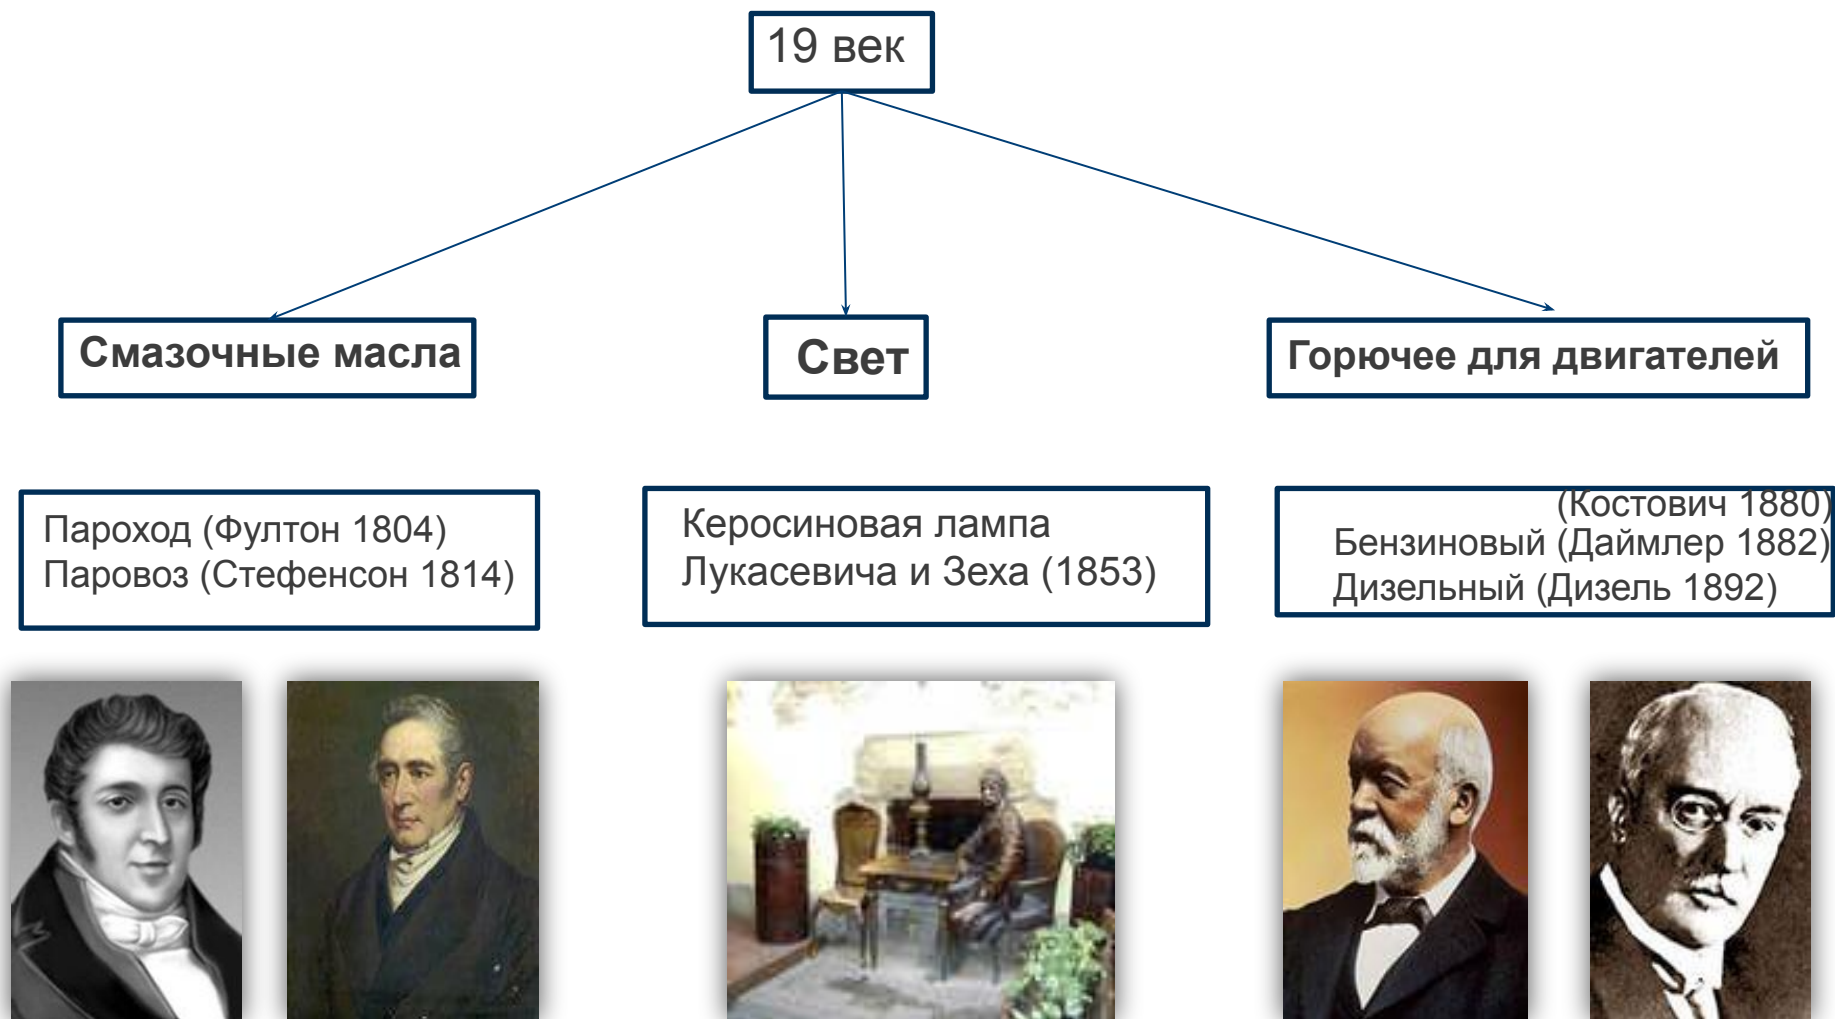 19 век
Смазочные масла
Свет
Горючее для двигателей
Пароход (Фултон 1804)
Паровоз (Стефенсон 1814)
Керосиновая лампа
Лукасевича и Зеха (1853)
(Костович 1880)
Бензиновый (Даймлер 1882)
Дизельный (Дизель 1892)